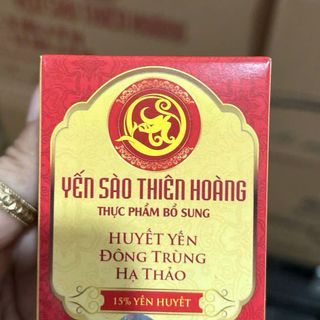 YẾN SÀO THIÊN HOÀNG
THỰC PHẨM BỔ SUNG
HUYẾT YẾN
ĐÔNG TRÙNG
HẠ THẢO
15% YẾN HUYẾT